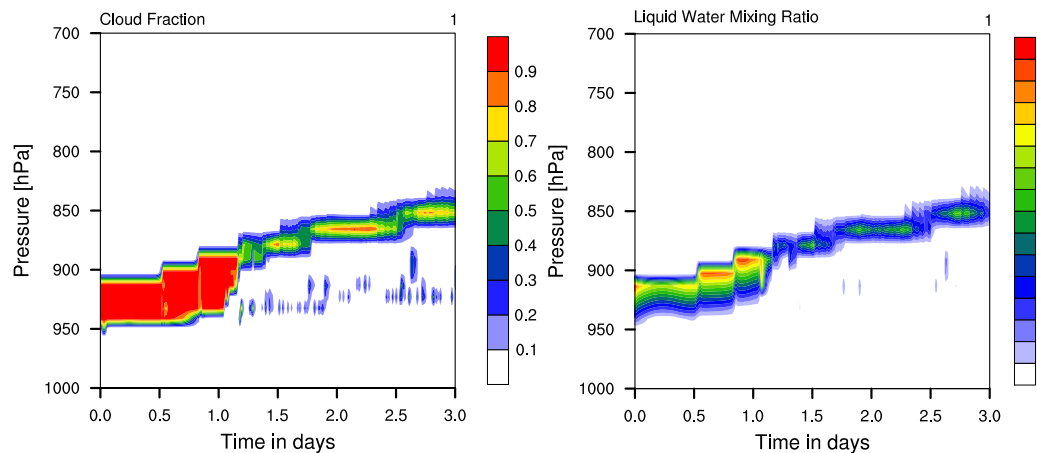 Cloud Fraction 1
700
750
800
850
900
950
1000
Pressure [hPa]
0.0 0.5 1.0 1.5 2.0 2.5 3.0
Time in days
0.9
0.8
0.7
0.6
0.5
0.4
0.3
0.2
0.1
Liquid Water Mixing Ratio 1
700
750
800
850
900
950
1000
Pressure [hPa]
0.0 0.5 1.0 1.5 2.0 2.5 3.0
Time in days